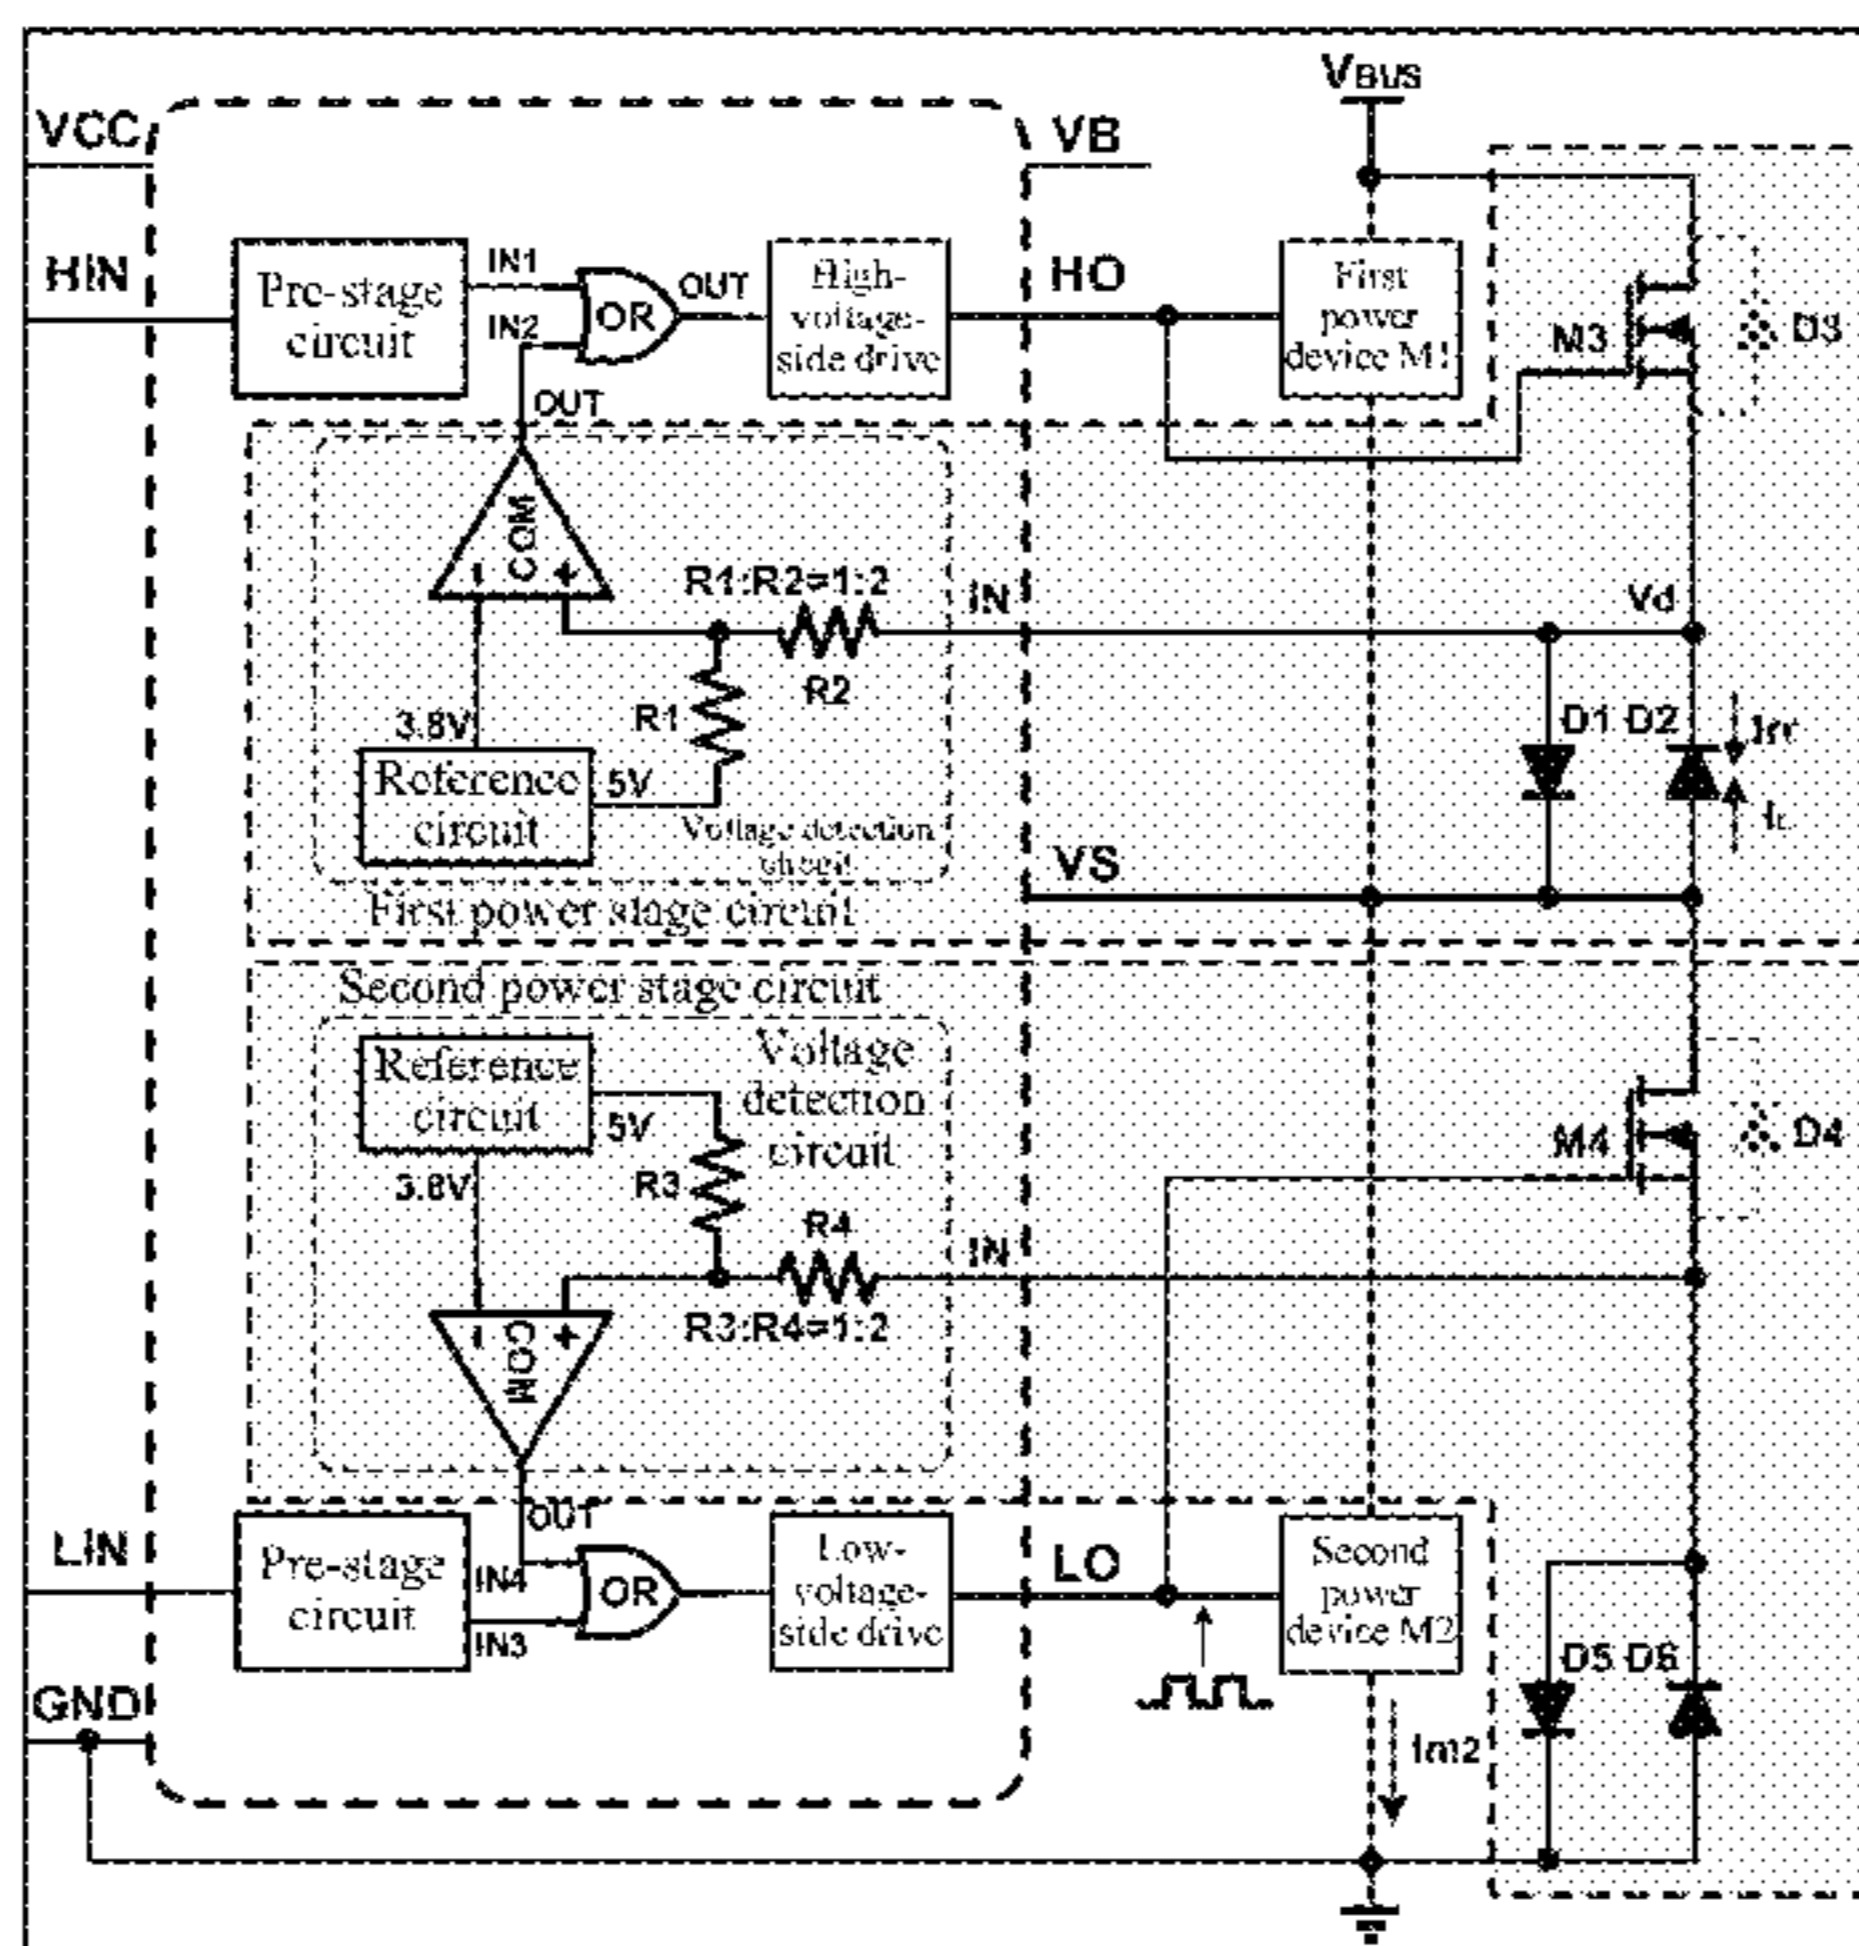 VBUS
VCC
VB
HIN
Pre-stage
circuit
IN1
IN2
OR
OUT
High-
voltage-
side drive
HO
First
power
device M1
M3
D3
OUT
COM
- +
R1:R2=1:2
IN
Vd
R2
R1
3.8V
Reference
circuit
5V
Voltage detection
circuit
D1 D2
Irr
IL
VS
First power stage circuit
Second power stage circuit
Reference
circuit
5V
Voltage
detection
circuit
3.8V
R3
R4
IN
M4
D4
R3:R4=1:2
COM
- +
OUT
LIN
Pre-stage
circuit
IN4
IN3
OR
Low-
voltage-
side drive
LO
Second
power
device M2
D5 D6
GND
Im2